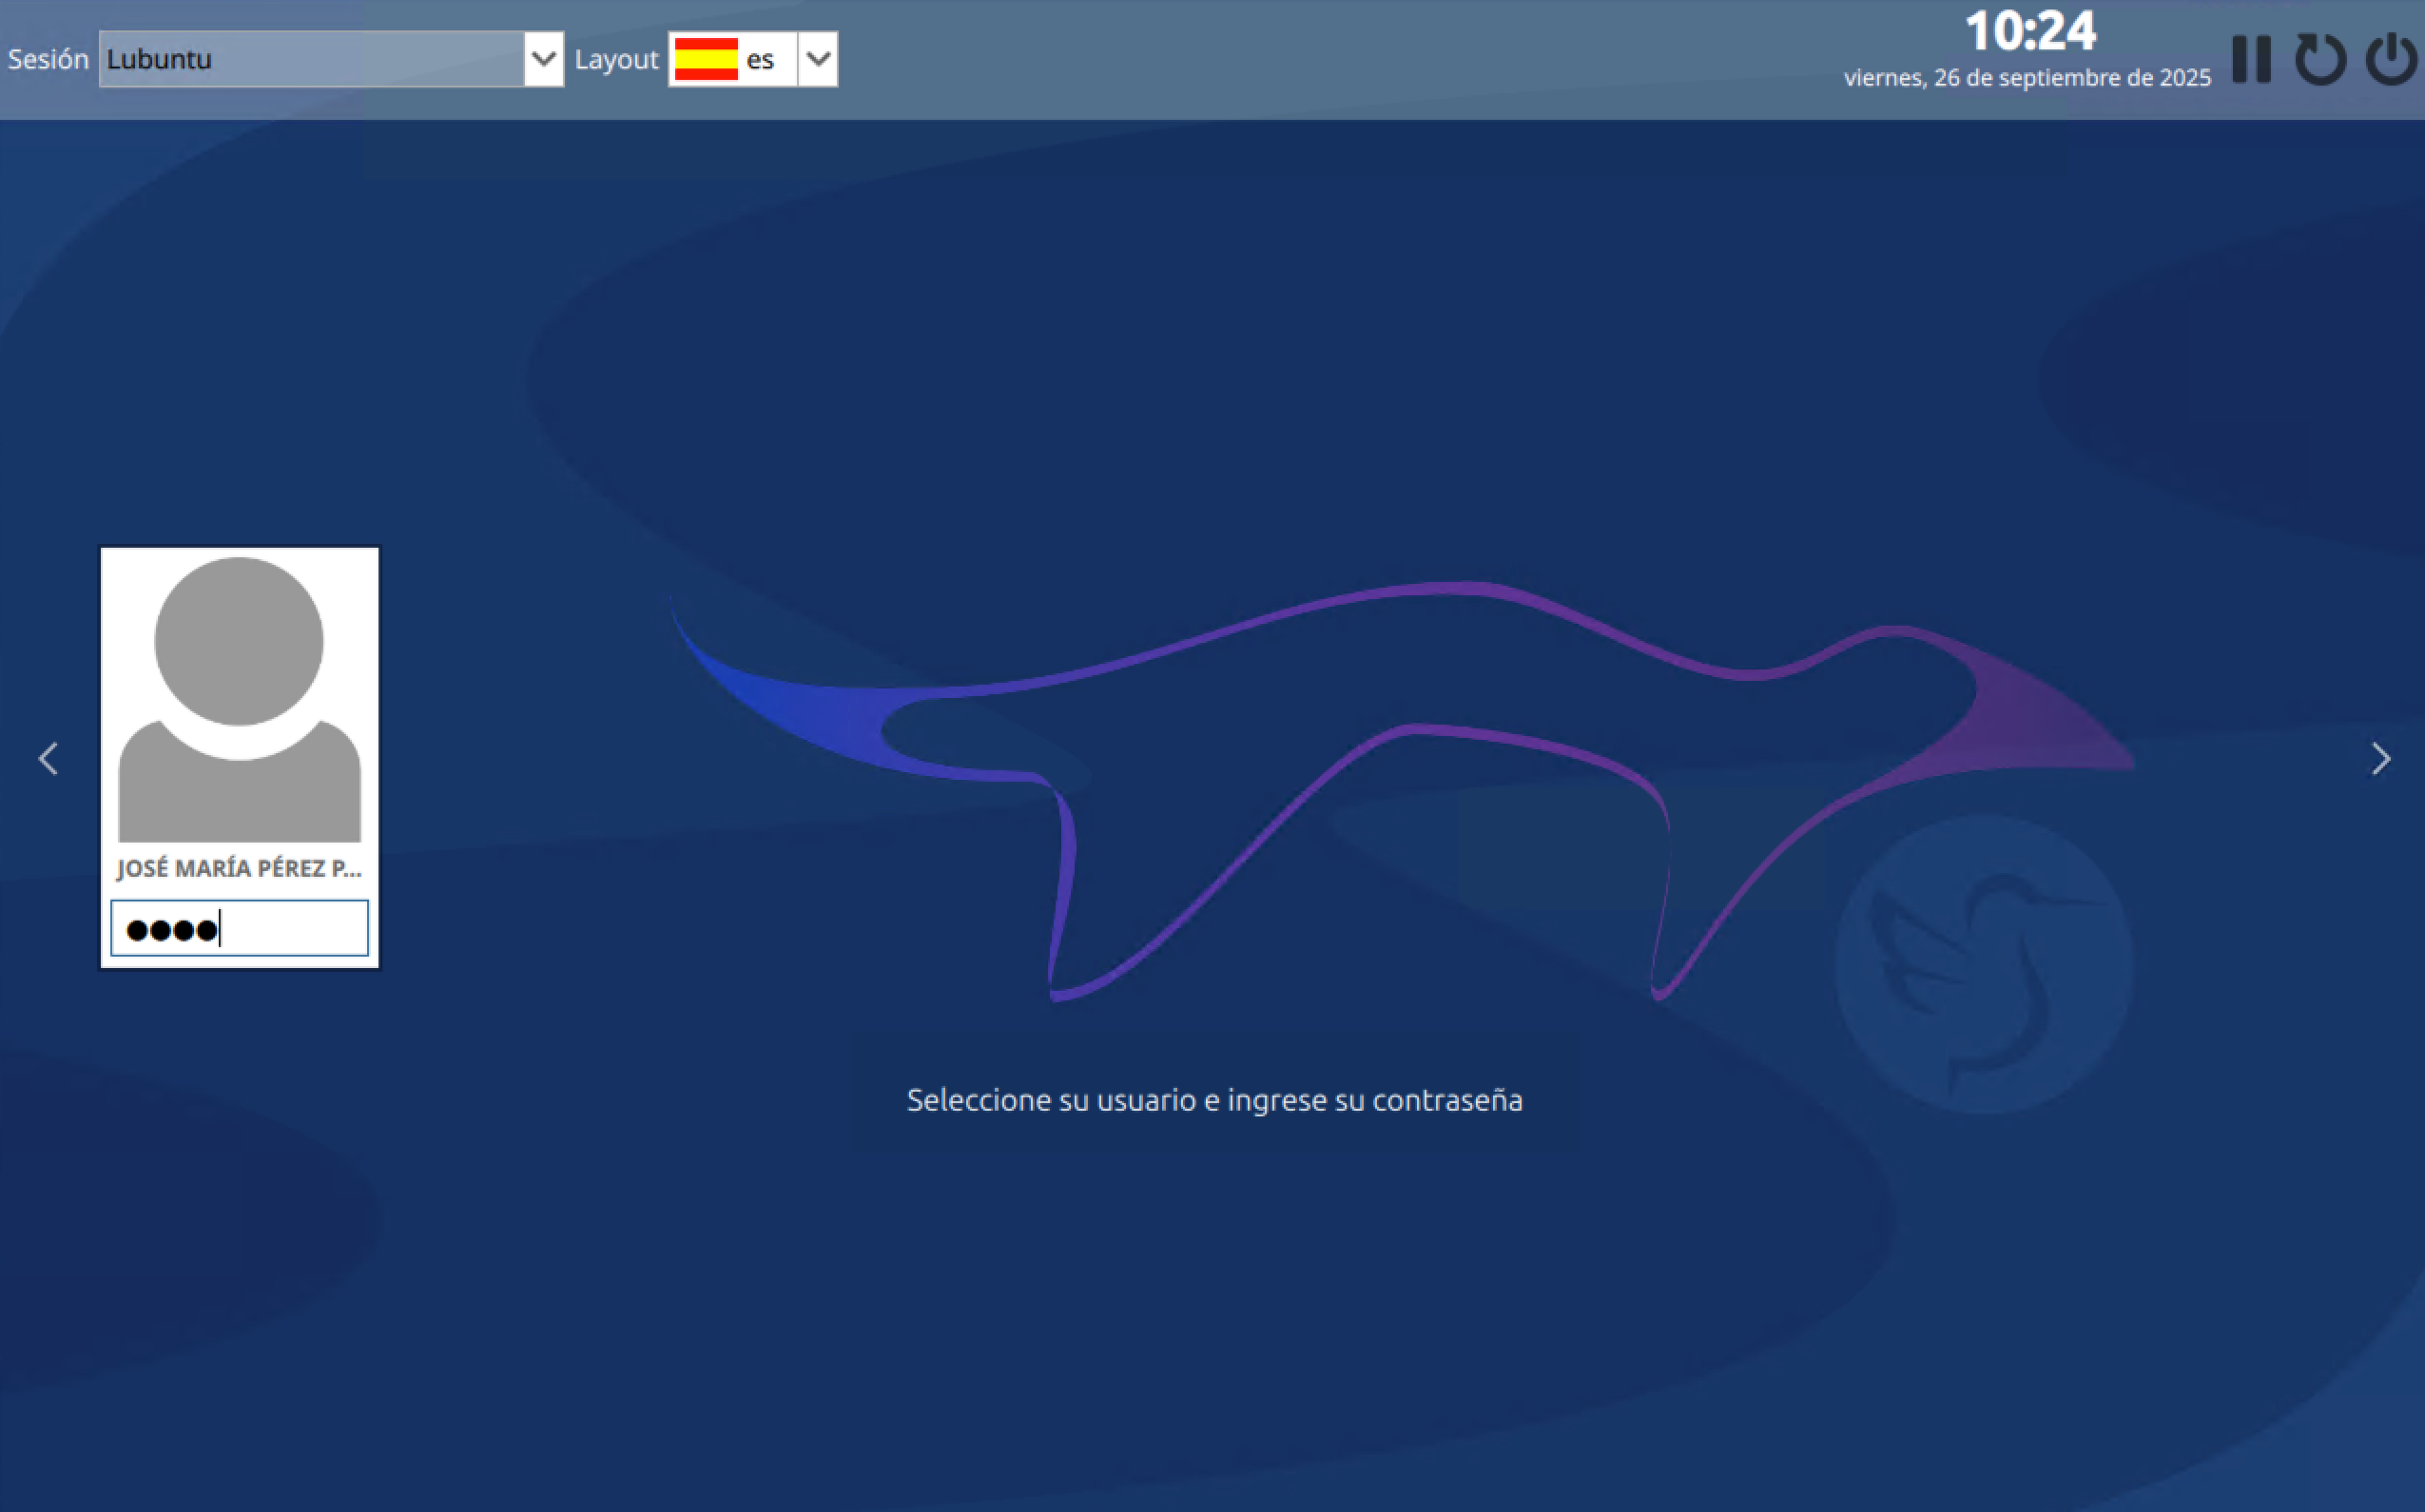 Sesión Lubuntu Layout es
10:24
viernes, 26 de septiembre de 2025
JOSÉ MARÍA PÉREZ P...
Seleccione su usuario e ingrese su contraseña